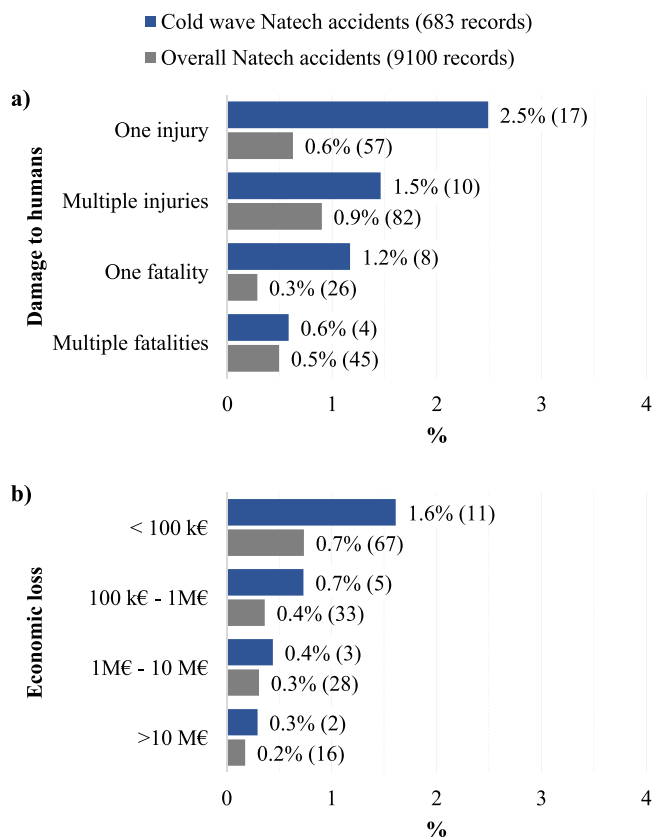 Cold wave Natech accidents (683 records)
Overall Natech accidents (9100 records)
a)
Damage to humans
One injury
2.5% (17)
0.6% (57)
Multiple injuries
1.5% (10)
0.9% (82)
One fatality
1.2% (8)
0.3% (26)
Multiple fatalities
0.6% (4)
0.5% (45)
0 1 2 3 4
%
b)
Economic loss
< 100 k€
1.6% (11)
0.7% (67)
100 k€ - 1M€
0.7% (5)
0.4% (33)
1M€ - 10 M€
0.4% (3)
0.3% (28)
>10 M€
0.3% (2)
0.2% (16)
0 1 2 3 4
%